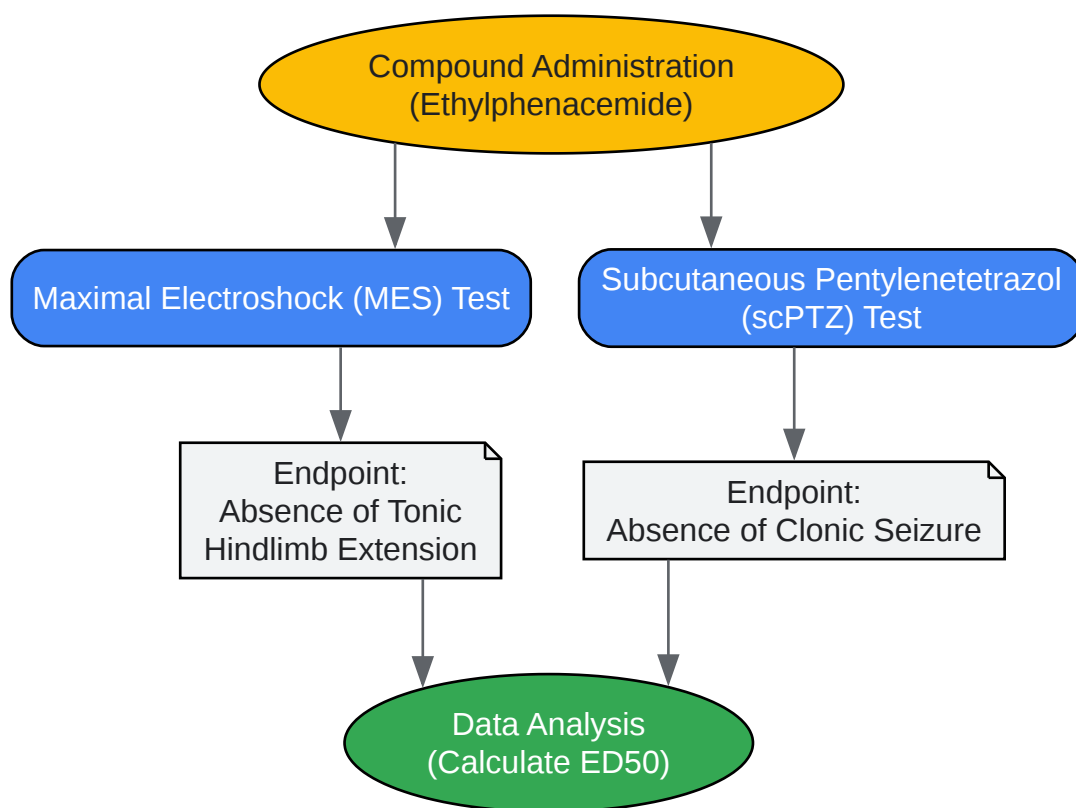 Compound Administration
(Ethylphenacemide)
Maximal Electroshock (MES) Test
Subcutaneous Pentylenetetrazol
(scPTZ) Test
Endpoint:
Absence of Tonic
Hindlimb Extension
Endpoint:
Absence of Clonic Seizure
Data Analysis
(Calculate ED50)